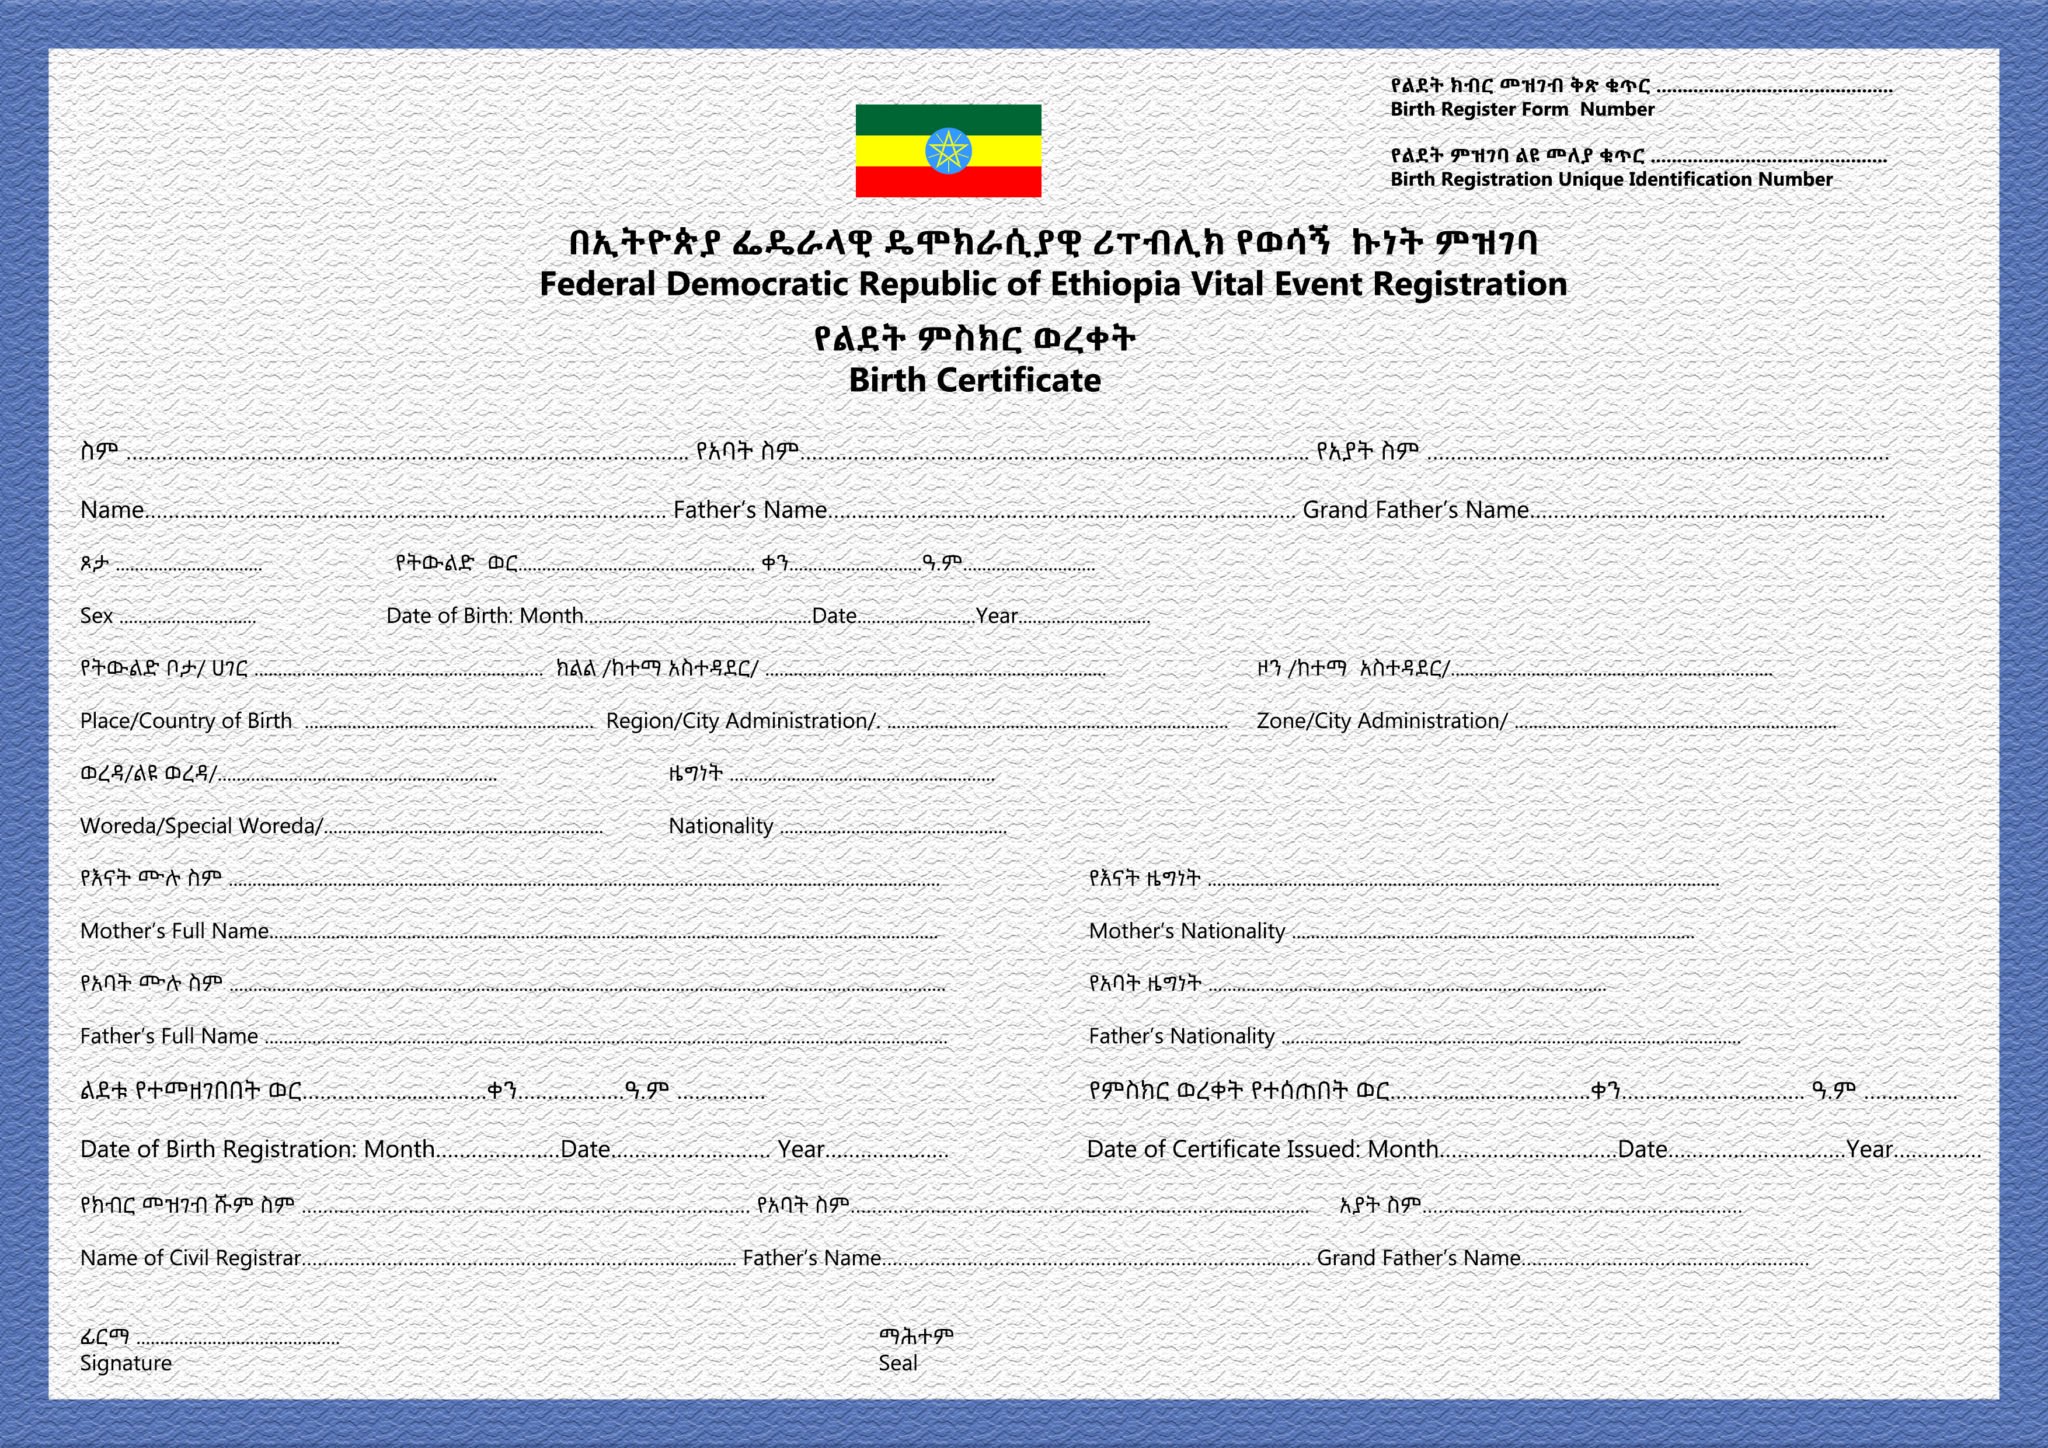 የልደት ክብር መዝገብ ቅጽ ቁጥር ..........
Birth Register Form Number
የልደት ምዝገባ ልዩ መለያ ቁጥር ..........
Birth Registration Unique Identification Number
በኢትዮጵያ ፌዴራላዊ ዴሞክራሲያዊ ሪፐብሊክ የወሳኝ ኩነት ምዝገባ
Federal Democratic Republic of Ethiopia Vital Event Registration
የልደት ምስክር ወረቀት
Birth Certificate
ስም .......... የአባት ስም.......... የአያት ስም ..........
Name.......... Father’s Name.......... Grand Father’s Name..........
ጾታ .......... የትውልድ ወር.......... ቀን..........ዓ.ም..........
Sex .......... Date of Birth: Month..........Date..........Year..........
የትውልድ ቦታ/ ሀገር .......... ክልል /ከተማ አስተዳደር/ .......... ዞን /ከተማ አስተዳደር/..........
Place/Country of Birth .......... Region/City Administration/. .......... Zone/City Administration/ ..........
ወረዳ/ልዩ ወረዳ/.......... ዜግነት ..........
Woreda/Special Woreda/.......... Nationality ..........
የእናት ሙሉ ስም .......... የእናት ዜግነት ..........
Mother’s Full Name.......... Mother’s Nationality ..........
የአባት ሙሉ ስም .......... የአባት ዜግነት ..........
Father’s Full Name .......... Father’s Nationality ..........
ልደቱ የተመዘገበበት ወር..........ቀን..........ዓ.ም .......... የምስክር ወረቀት የተሰጠበት ወር..........ቀን.......... ዓ.ም ..........
Date of Birth Registration: Month..........Date.......... Year.......... Date of Certificate Issued: Month..........Date..........Year..........
የክብር መዝገብ ሹም ስም .......... የአባት ስም.......... አያት ስም..........
Name of Civil Registrar.......... Father’s Name.......... Grand Father’s Name..........
ፊርማ .......... ማሕተም
Signature Seal